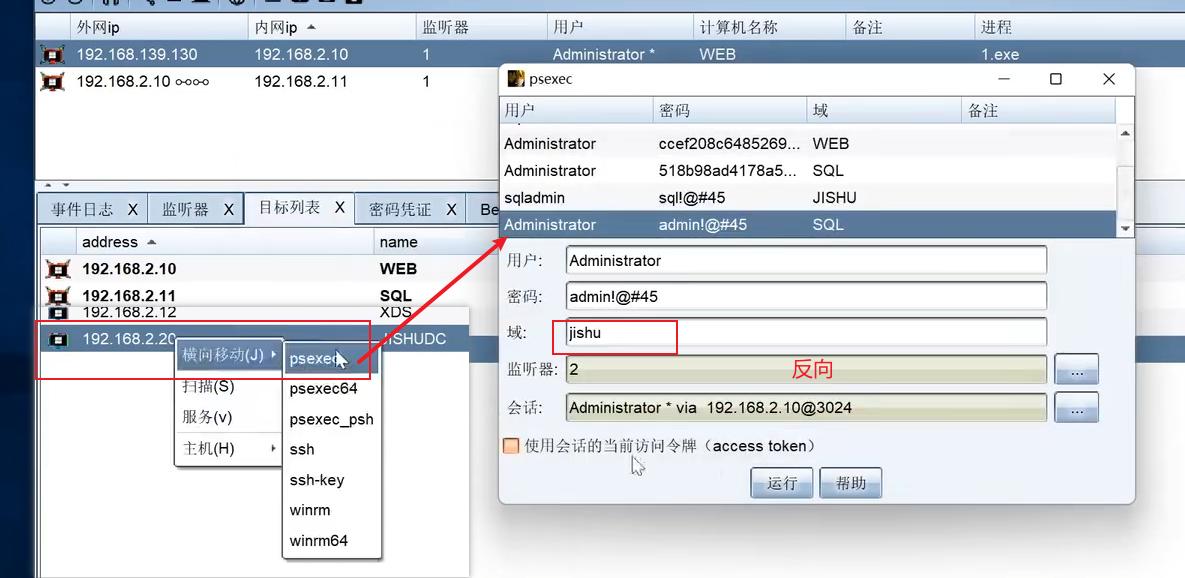 外网ip 内网ip 监听器 用户 计算机名称 备注 进程
192.168.139.130 192.168.2.10 1 Administrator * WEB 1.exe
192.168.2.10 192.168.2.11 1
psexec
用户 密码 域 备注
Administrator ccef208c6485269... WEB
Administrator 518b98ad4178a5... SQL
sqladmin sql!@#45 JISHU
Administrator admin!@#45 SQL
事件日志 X 监听器 X 目标列表 X 密码凭证 X Be
address name
192.168.2.10 WEB
192.168.2.11 SQL
192.168.2.12 XDS
192.168.2.20 JISHUDC
横向移动(J)
扫描(S)
服务(v)
主机(H)
psexec
psexec64
psexec_psh
ssh
ssh-key
winrm
winrm64
用户: Administrator
密码: admin!@#45
域: jishu
监听器: 2 反向 ...
会话: Administrator * via 192.168.2.10@3024 ...
使用会话的当前访问令牌（access token）
运行 帮助